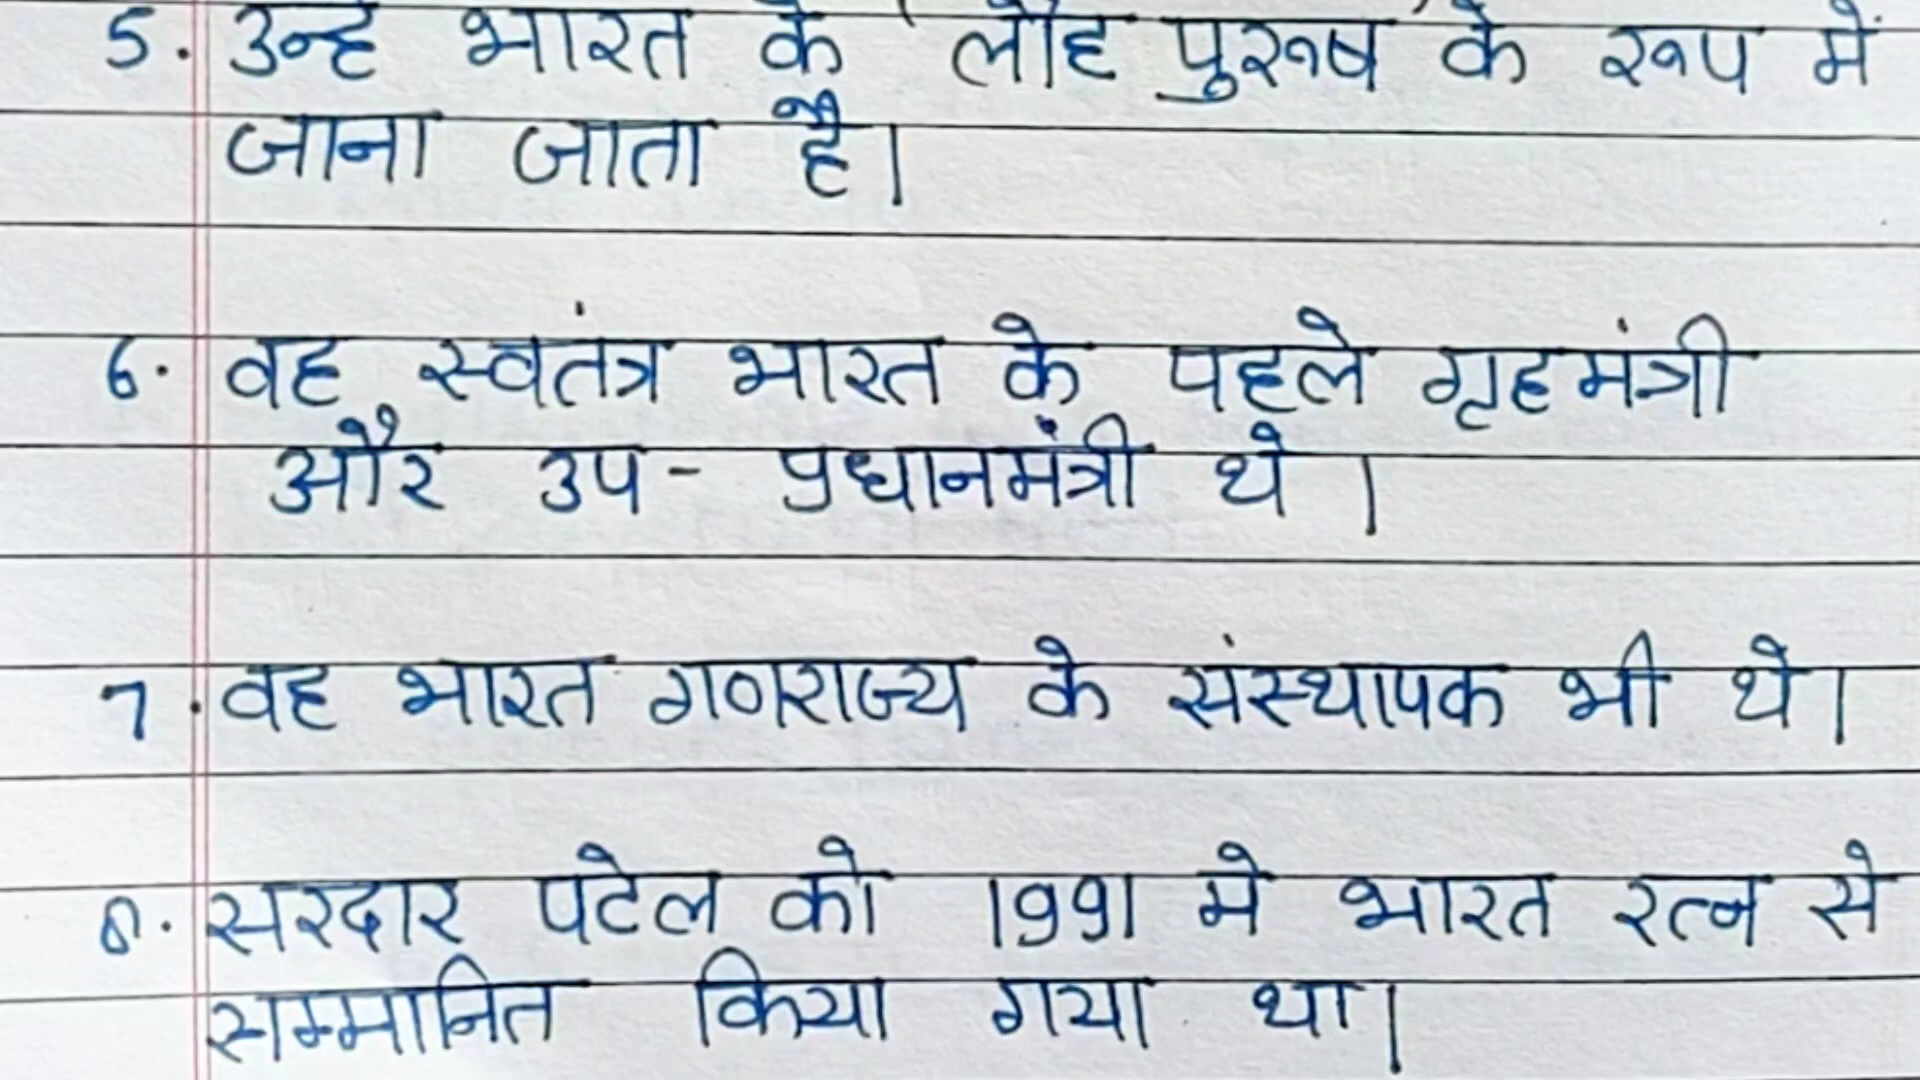 5. उन्हे भारत के 'लौह पुरुष' के रूप में
जाना जाता है।
6. वह स्वतंत्र भारत के पहले गृहमंत्री
और उप - प्रधानमंत्री थे ।
7. वह भारत गणराज्य के संस्थापक भी थे।
8. सरदार पटेल को 1991 मे भारत रत्न से
सम्मानित किया गया था।